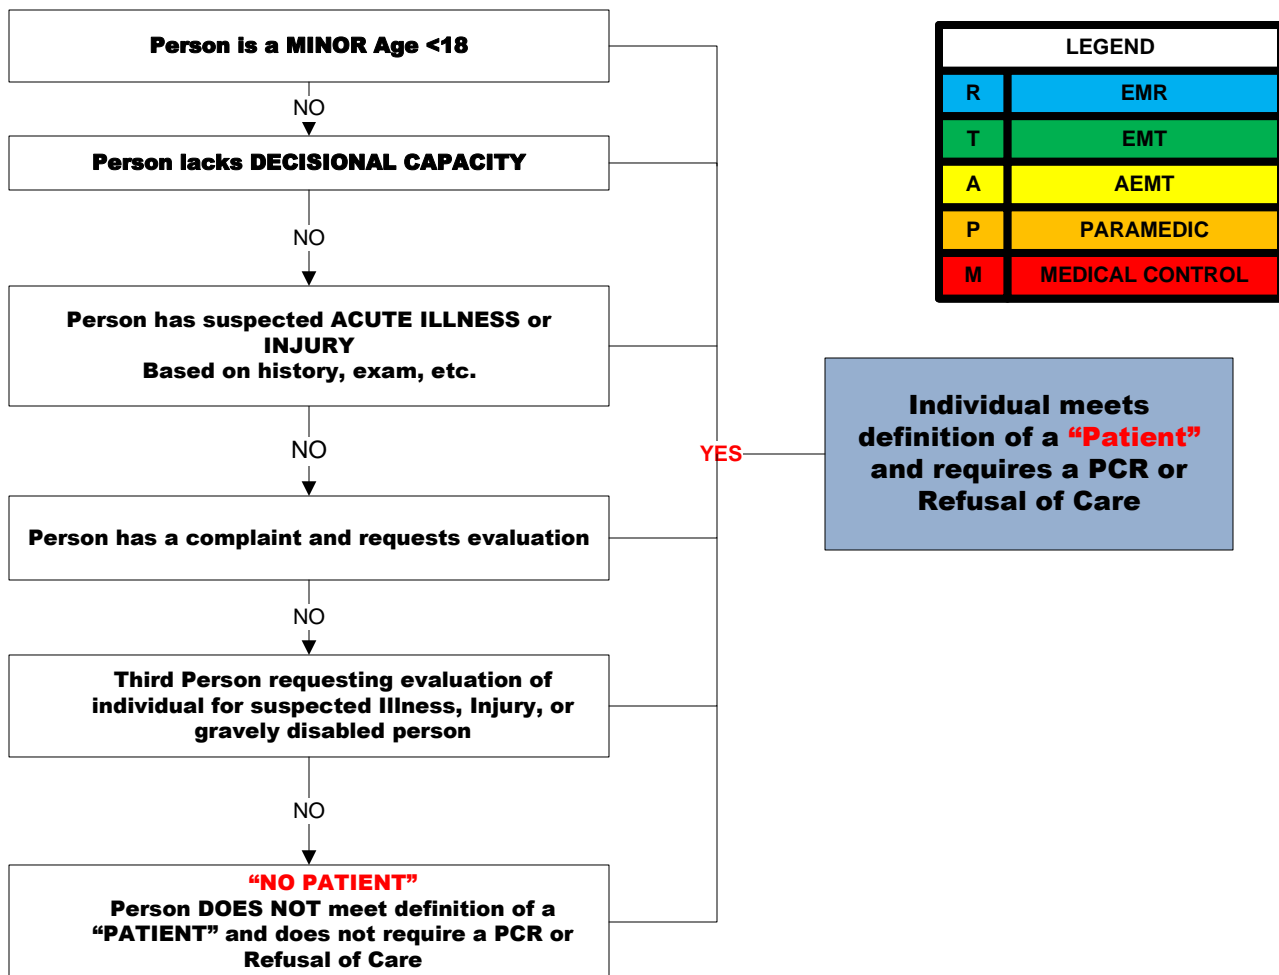 Person is a MINOR Age <18
NO
Person lacks DECISIONAL CAPACITY
NO
Person has suspected ACUTE ILLNESS or
INJURY
Based on history, exam, etc.
NO
Person has a complaint and requests evaluation
NO
Third Person requesting evaluation of
individual for suspected Illness, Injury, or
gravely disabled person
NO
“NO PATIENT”
Person DOES NOT meet definition of a
“PATIENT” and does not require a PCR or
Refusal of Care
YES
Individual meets
definition of a “Patient”
and requires a PCR or
Refusal of Care
LEGEND
R EMR
T EMT
A AEMT
P PARAMEDIC
M MEDICAL CONTROL